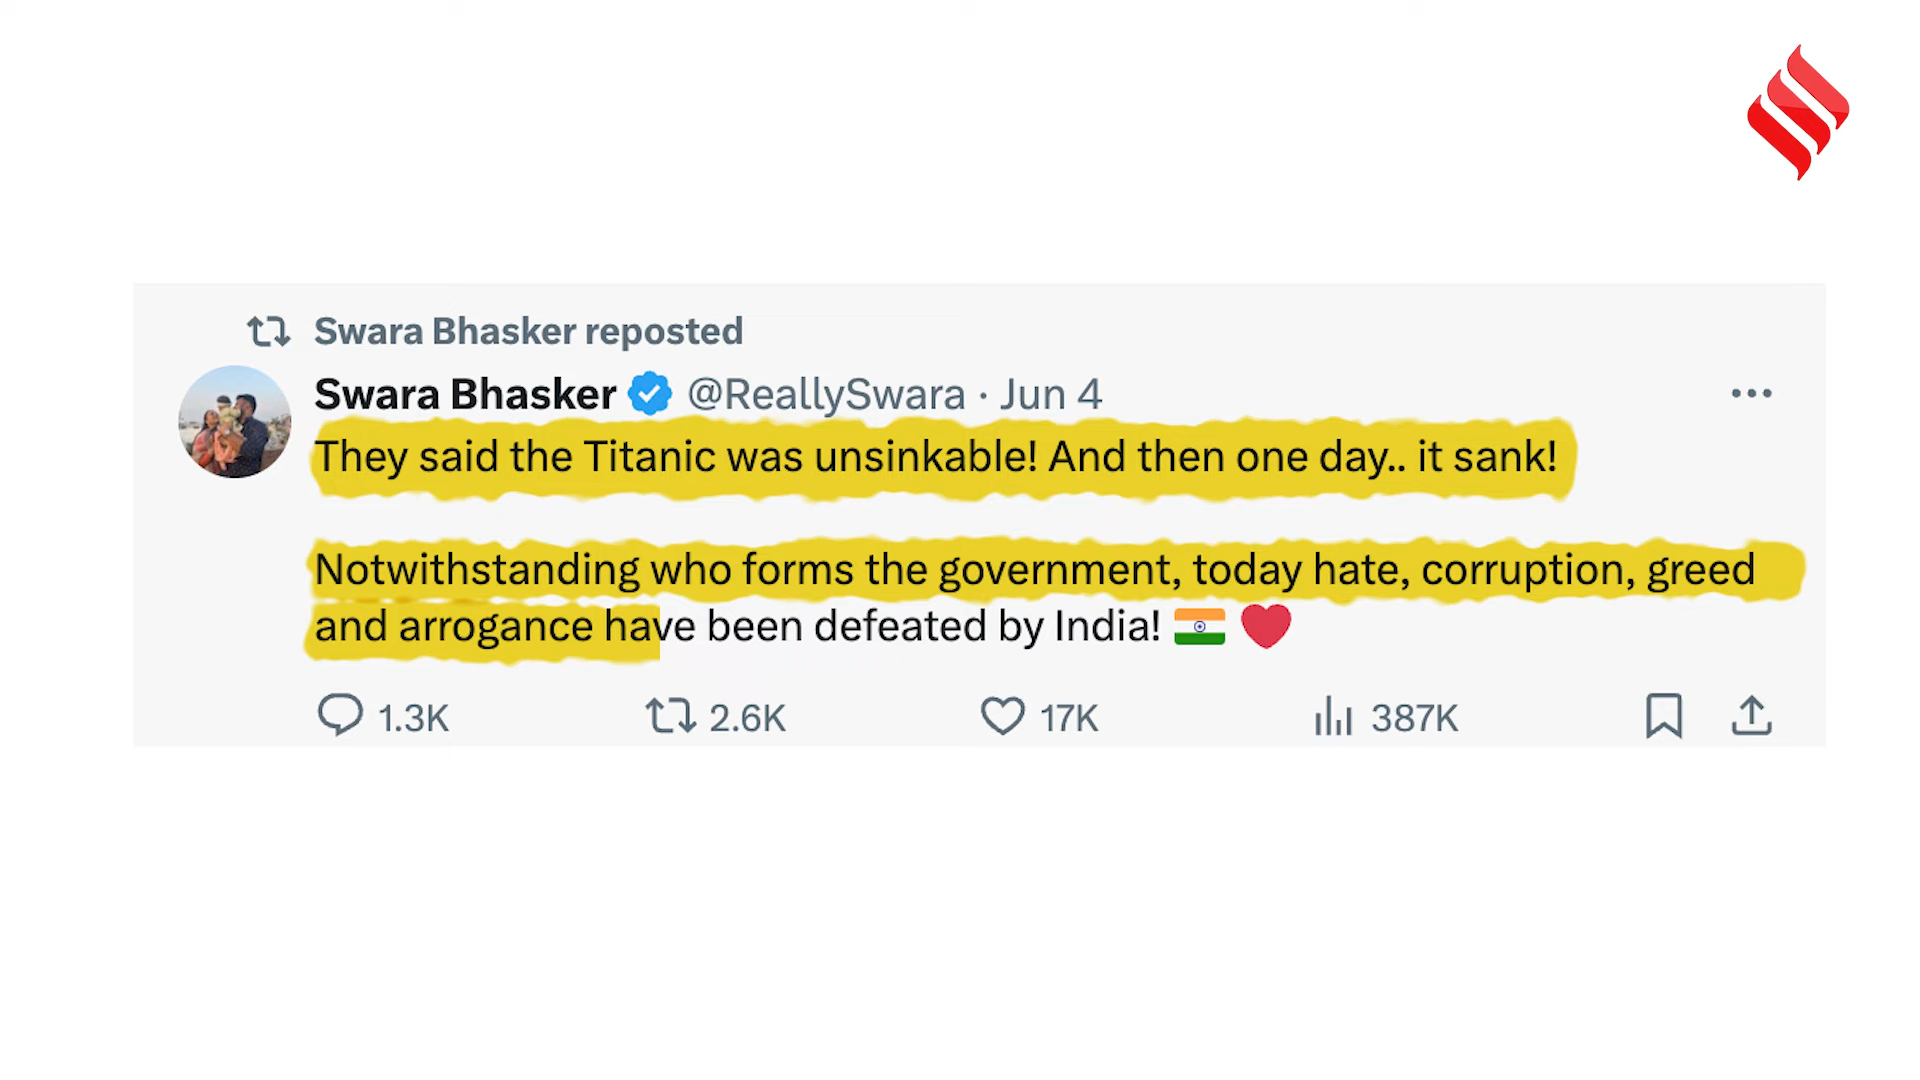 Swara Bhasker reposted
Swara Bhasker @ReallySwara · Jun 4
They said the Titanic was unsinkable! And then one day.. it sank!
Notwithstanding who forms the government, today hate, corruption, greed
and arrogance have been defeated by India! 🇮🇳 ❤️
1.3K 2.6K 17K 387K